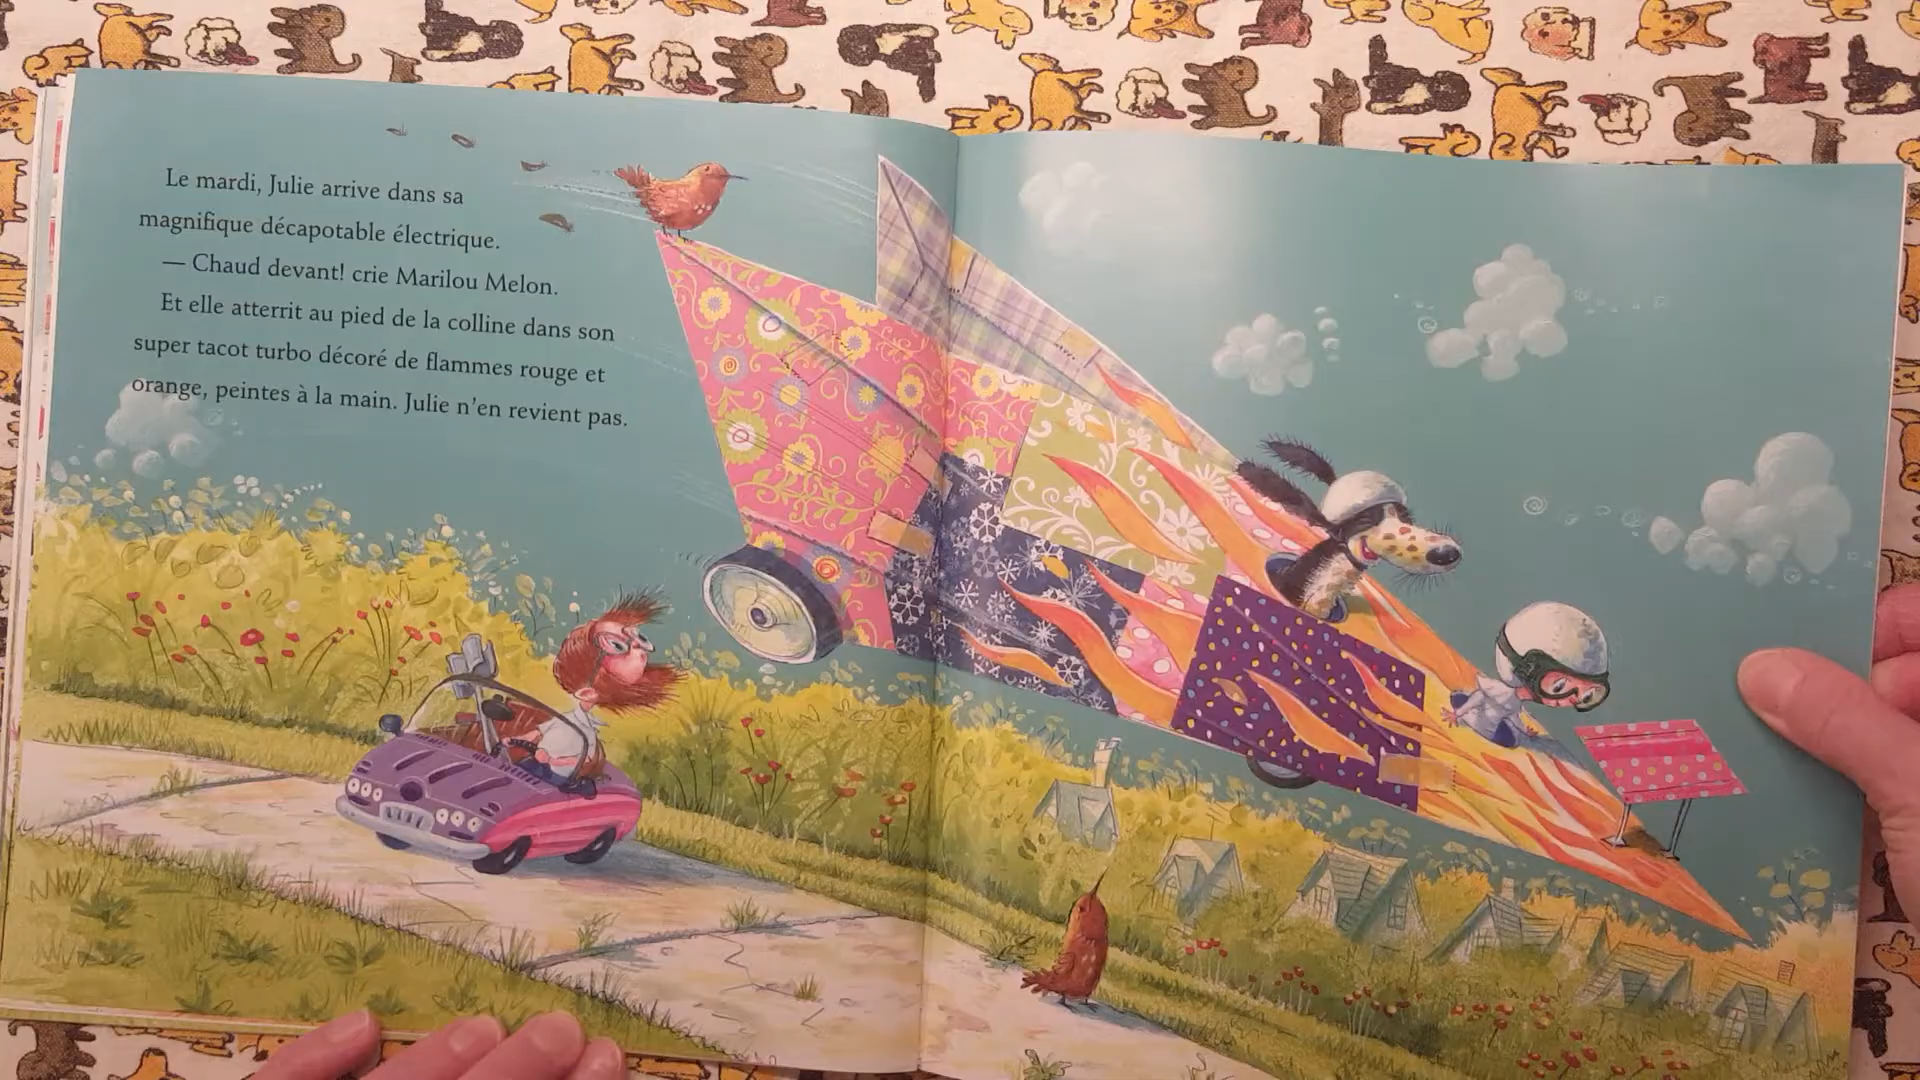 Le mardi, Julie arrive dans sa
magnifique décapotable électrique.
— Chaud devant! crie Marilou Melon.
Et elle atterrit au pied de la colline dans son
super tacot turbo décoré de flammes rouge et
orange, peintes à la main. Julie n'en revient pas.